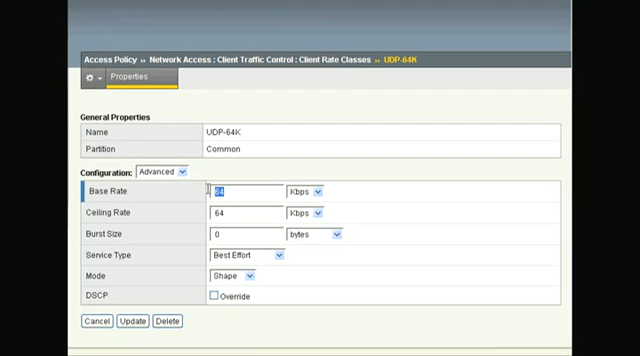 Access Policy ›› Network Access : Client Traffic Control : Client Rate Classes ›› UDP-64K
Properties
General Properties
Name UDP-64K
Partition Common
Configuration: Advanced
Base Rate 64 Kbps
Ceiling Rate 64 Kbps
Burst Size 0 bytes
Service Type Best Effort
Mode Shape
DSCP Override
Cancel Update Delete